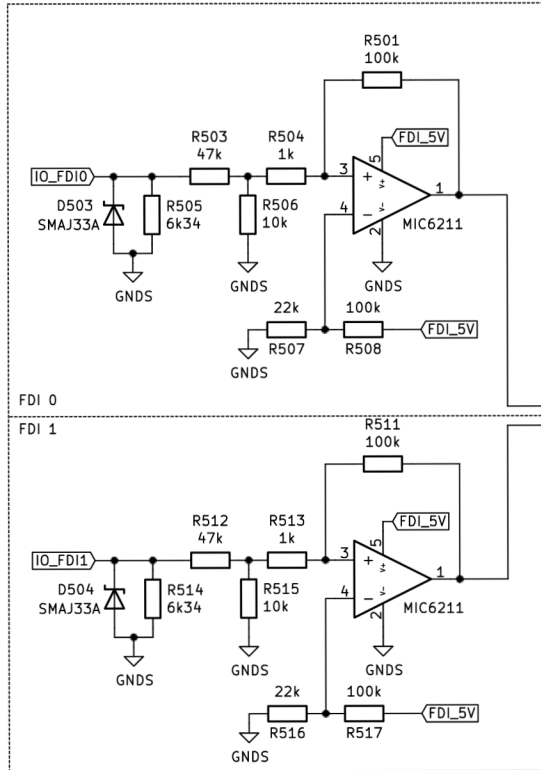 R501
100k
R503
47k
R504
1k
FDI_5V
IO_FDI0
3
+
5
V+
1
D503
SMAJ33A
R505
6k34
R506
10k
4
−
V-
2
MIC6211
GNDS
GNDS
GNDS
22k
100k
FDI_5V
R507
R508
GNDS
FDI 0
FDI 1
R511
100k
R512
47k
R513
1k
FDI_5V
IO_FDI1
3
+
5
V+
1
D504
SMAJ33A
R514
6k34
R515
10k
4
−
V-
2
MIC6211
GNDS
GNDS
GNDS
22k
100k
FDI_5V
R516
R517
GNDS